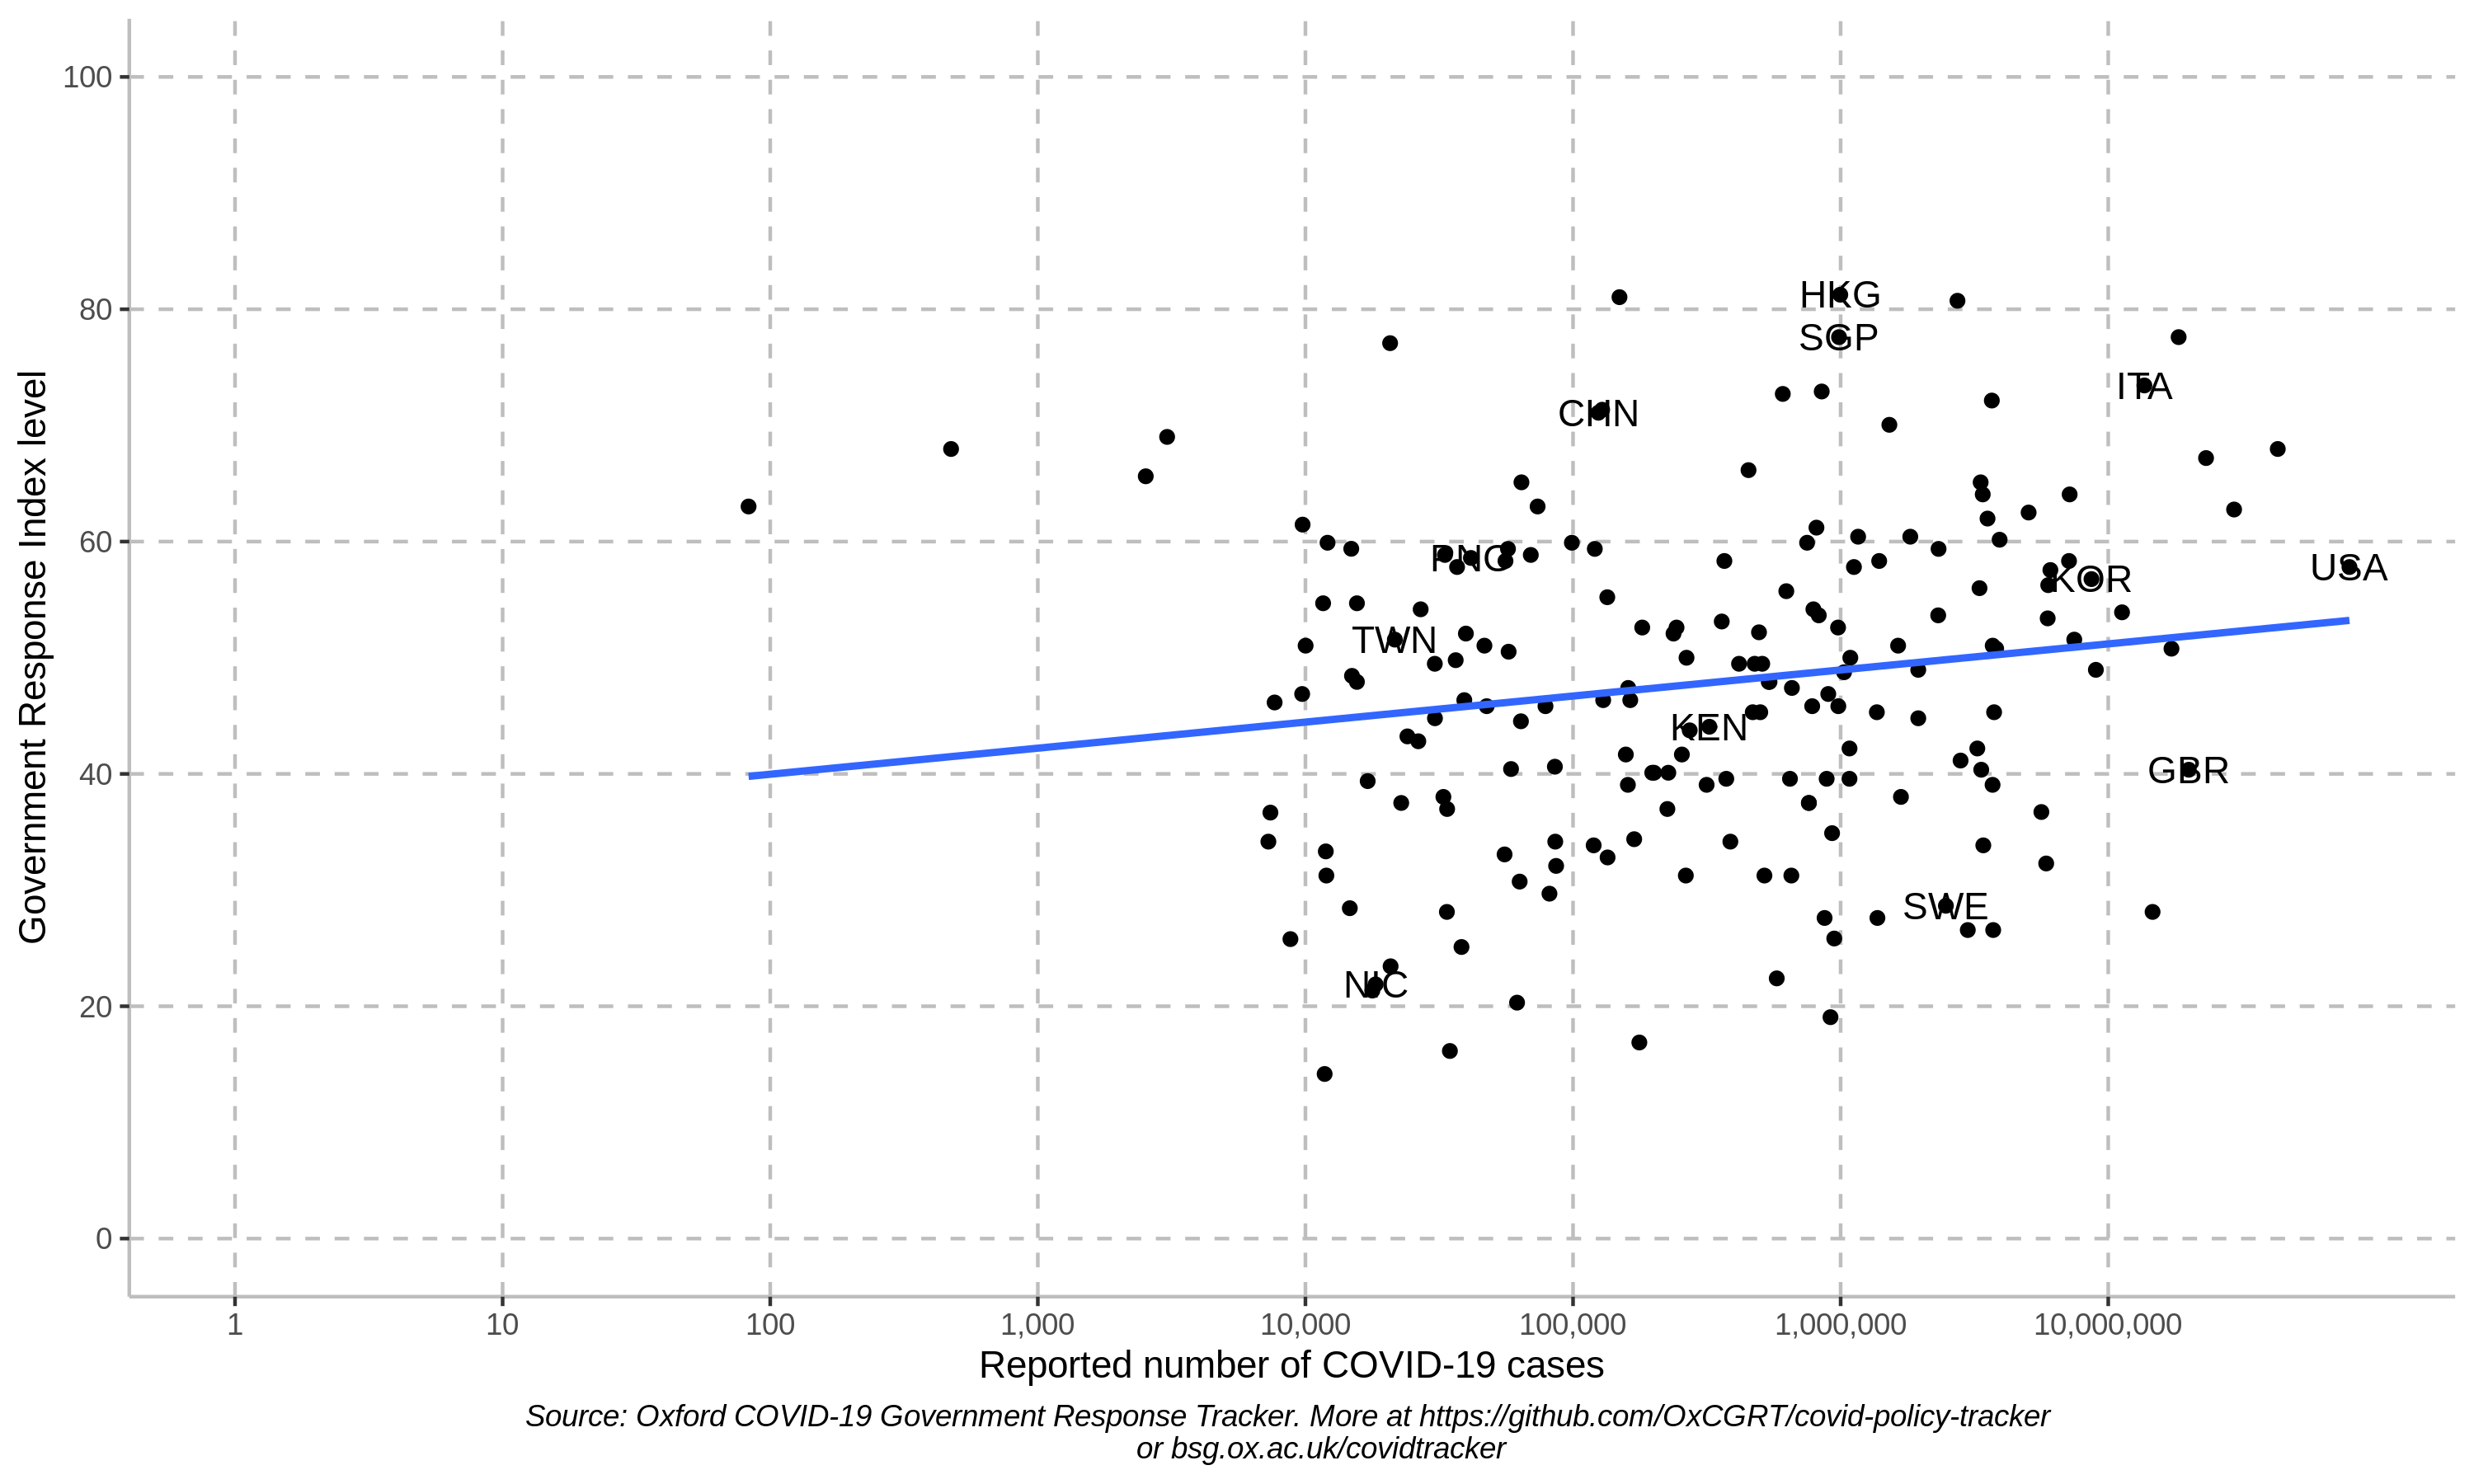 Government Response Index level
100
80
60
40
20
0
HKG
SGP
ITA
CHN
PNG
USA
KOR
TWN
KEN
GBR
SWE
NIC
1
10
100
1,000
10,000
100,000
1,000,000
10,000,000
Reported number of COVID-19 cases
Source: Oxford COVID-19 Government Response Tracker. More at https://github.com/OxCGRT/covid-policy-tracker
or bsg.ox.ac.uk/covidtracker